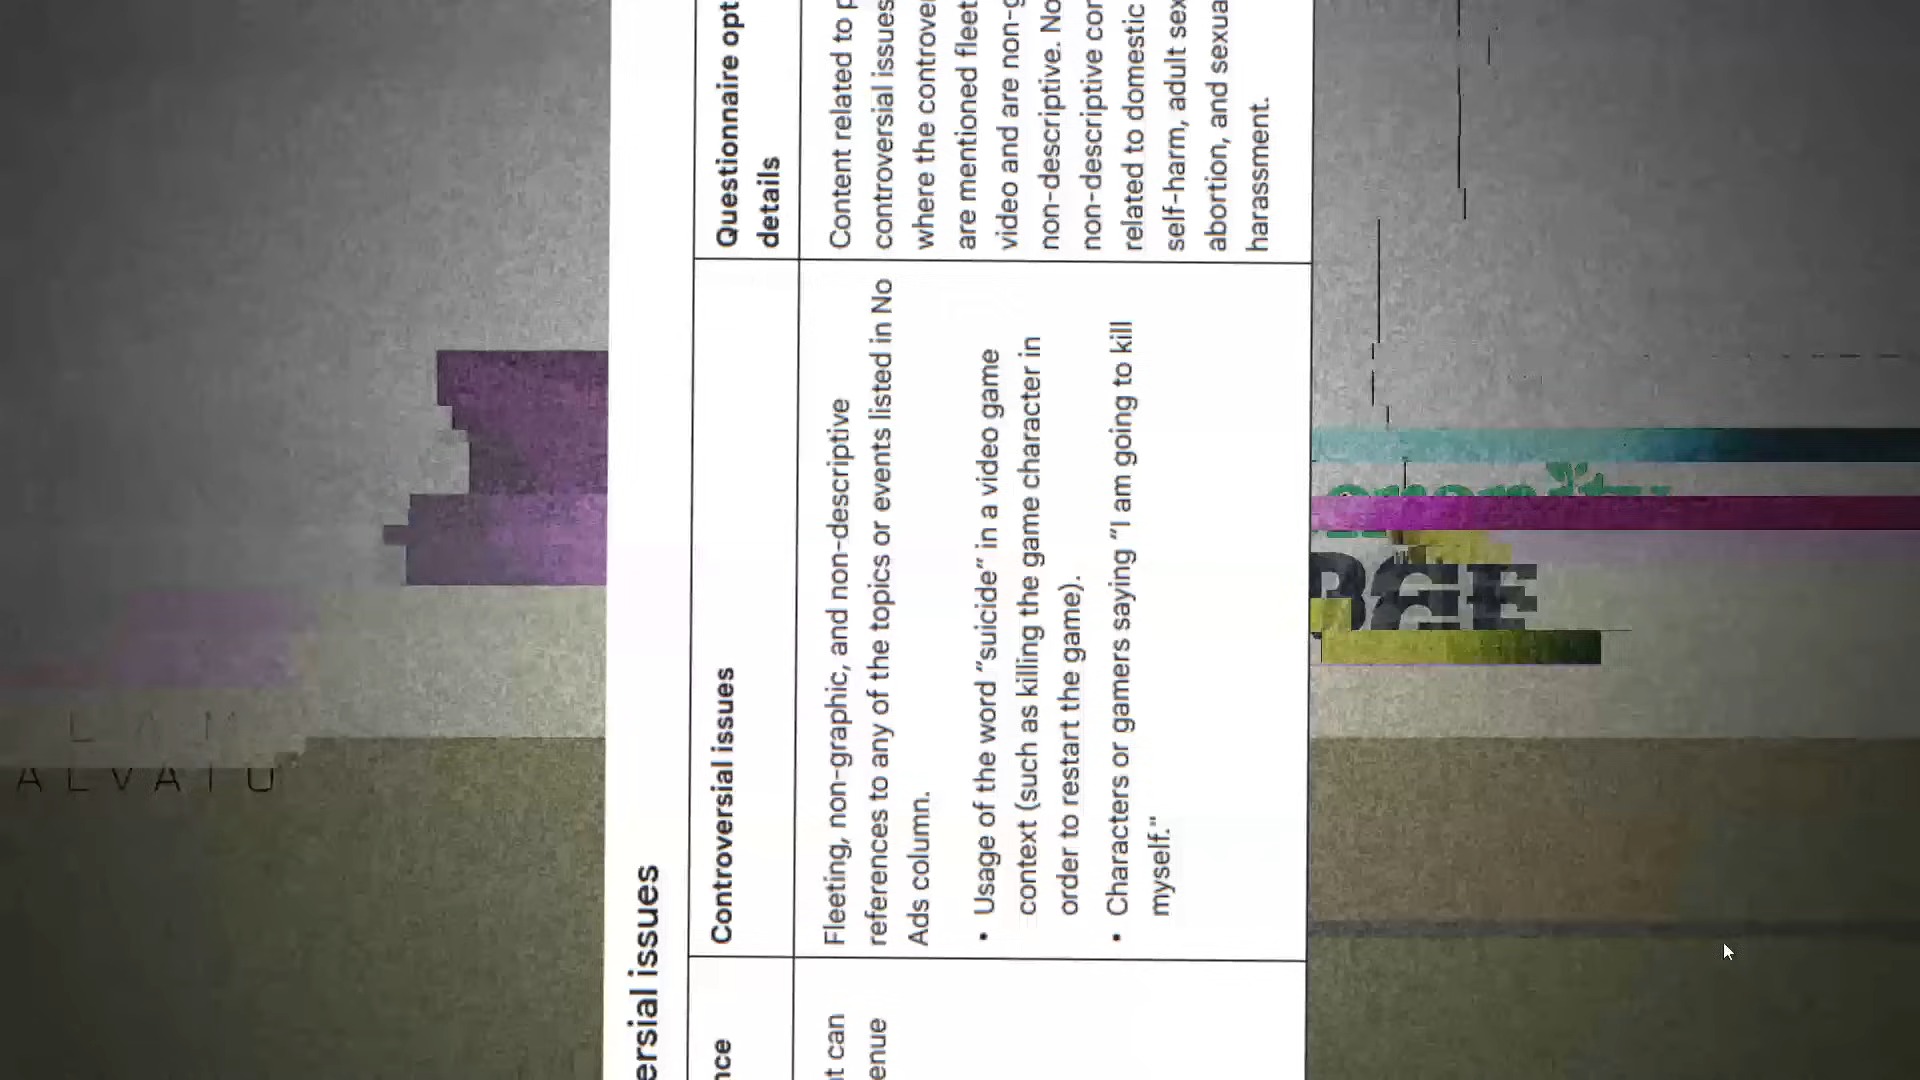 ersial issues
nce
t can
enue
Controversial issues
Fleeting, non-graphic, and non-descriptive
references to any of the topics or events listed in No
Ads column.
• Usage of the word “suicide” in a video game
context (such as killing the game character in
order to restart the game).
• Characters or gamers saying “I am going to kill
myself."
Questionnaire opt
details
Content related to p
controversial issues
where the controve
are mentioned fleet
video and are non-g
non-descriptive. No
non-descriptive con
related to domestic
self-harm, adult sex
abortion, and sexua
harassment.
L A M
A L V A T O